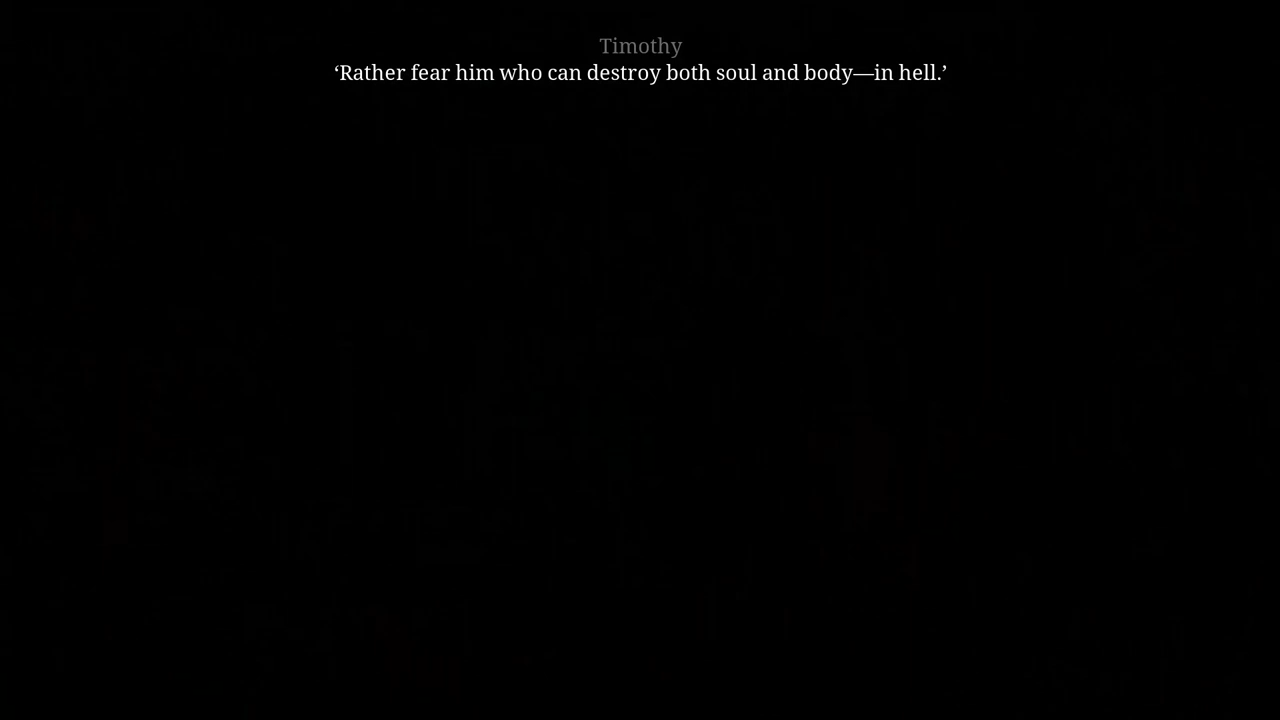 Timothy
‘Rather fear him who can destroy both soul and body—in hell.’